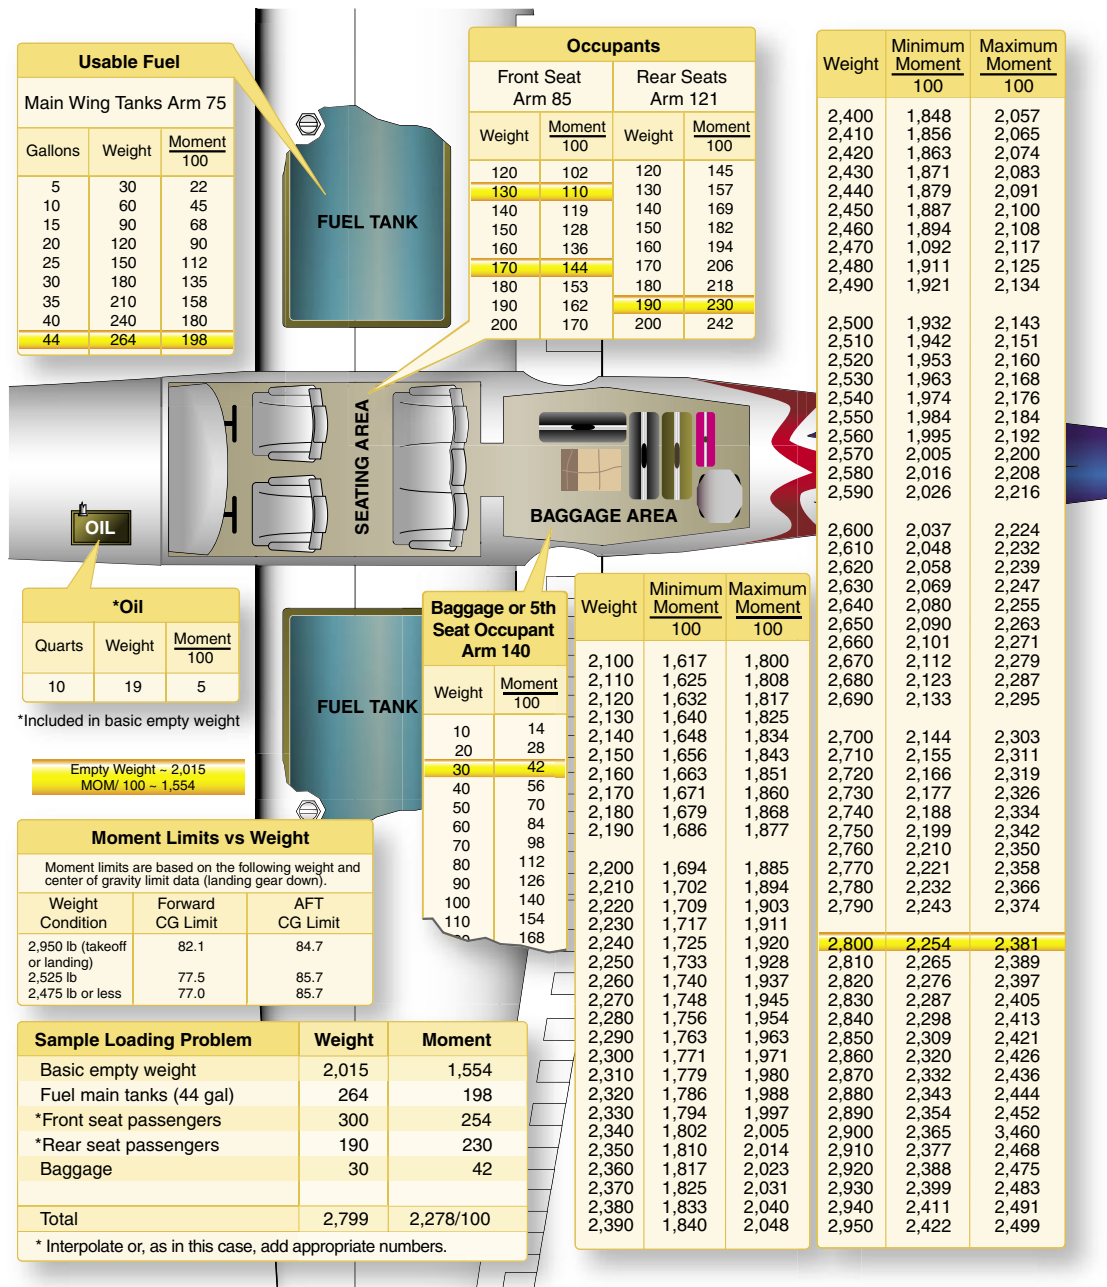 Usable Fuel
Main Wing Tanks Arm 75
Gallons Weight Moment
100
5 30 22
10 60 45
15 90 68
20 120 90
25 150 112
30 180 135
35 210 158
40 240 180
44 264 198
FUEL TANK
Occupants
Front Seat Rear Seats
Arm 85 Arm 121
Weight Moment Weight Moment
100 100
120 102 120 145
130 110 130 157
140 119 140 169
150 128 150 182
160 136 160 194
170 144 170 206
180 153 180 218
190 162 190 230
200 170 200 242
SEATING AREA
BAGGAGE AREA
OIL
*Oil
Quarts Weight Moment
100
10 19 5
*Included in basic empty weight
Empty Weight ~ 2,015
MOM/ 100 ~ 1,554
FUEL TANK
Baggage or 5th
Seat Occupant
Arm 140
Weight Moment
100
10 14
20 28
30 42
40 56
50 70
60 84
70 98
80 112
90 126
100 140
110 154
168
Moment Limits vs Weight
Moment limits are based on the following weight and
center of gravity limit data (landing gear down).
Weight Forward AFT
Condition CG Limit CG Limit
2,950 lb (takeoff 82.1 84.7
or landing)
2,525 lb 77.5 85.7
2,475 lb or less 77.0 85.7
Sample Loading Problem Weight Moment
Basic empty weight 2,015 1,554
Fuel main tanks (44 gal) 264 198
*Front seat passengers 300 254
*Rear seat passengers 190 230
Baggage 30 42
Total 2,799 2,278/100
* Interpolate or, as in this case, add appropriate numbers.
Minimum Maximum
Weight Moment Moment
100 100
2,100 1,617 1,800
2,110 1,625 1,808
2,120 1,632 1,817
2,130 1,640 1,825
2,140 1,648 1,834
2,150 1,656 1,843
2,160 1,663 1,851
2,170 1,671 1,860
2,180 1,679 1,868
2,190 1,686 1,877
2,200 1,694 1,885
2,210 1,702 1,894
2,220 1,709 1,903
2,230 1,717 1,911
2,240 1,725 1,920
2,250 1,733 1,928
2,260 1,740 1,937
2,270 1,748 1,945
2,280 1,756 1,954
2,290 1,763 1,963
2,300 1,771 1,971
2,310 1,779 1,980
2,320 1,786 1,988
2,330 1,794 1,997
2,340 1,802 2,005
2,350 1,810 2,014
2,360 1,817 2,023
2,370 1,825 2,031
2,380 1,833 2,040
2,390 1,840 2,048
Minimum Maximum
Weight Moment Moment
100 100
2,400 1,848 2,057
2,410 1,856 2,065
2,420 1,863 2,074
2,430 1,871 2,083
2,440 1,879 2,091
2,450 1,887 2,100
2,460 1,894 2,108
2,470 1,092 2,117
2,480 1,911 2,125
2,490 1,921 2,134
2,500 1,932 2,143
2,510 1,942 2,151
2,520 1,953 2,160
2,530 1,963 2,168
2,540 1,974 2,176
2,550 1,984 2,184
2,560 1,995 2,192
2,570 2,005 2,200
2,580 2,016 2,208
2,590 2,026 2,216
2,600 2,037 2,224
2,610 2,048 2,232
2,620 2,058 2,239
2,630 2,069 2,247
2,640 2,080 2,255
2,650 2,090 2,263
2,660 2,101 2,271
2,670 2,112 2,279
2,680 2,123 2,287
2,690 2,133 2,295
2,700 2,144 2,303
2,710 2,155 2,311
2,720 2,166 2,319
2,730 2,177 2,326
2,740 2,188 2,334
2,750 2,199 2,342
2,760 2,210 2,350
2,770 2,221 2,358
2,780 2,232 2,366
2,790 2,243 2,374
2,800 2,254 2,381
2,810 2,265 2,389
2,820 2,276 2,397
2,830 2,287 2,405
2,840 2,298 2,413
2,850 2,309 2,421
2,860 2,320 2,426
2,870 2,332 2,436
2,880 2,343 2,444
2,890 2,354 2,452
2,900 2,365 3,460
2,910 2,377 2,468
2,920 2,388 2,475
2,930 2,399 2,483
2,940 2,411 2,491
2,950 2,422 2,499